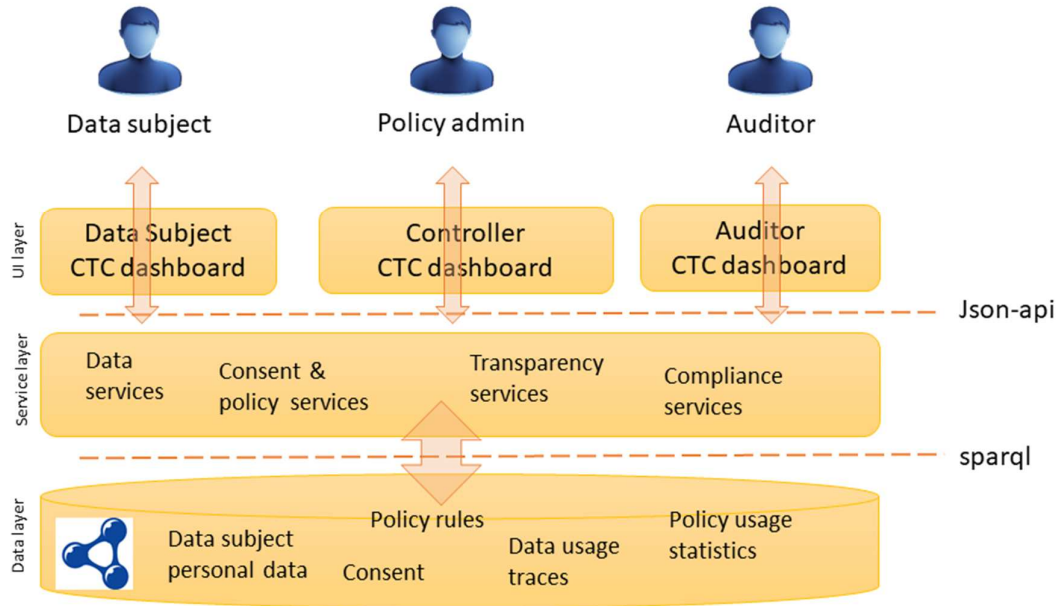 Data subject
Policy admin
Auditor
UI layer
Data Subject
CTC dashboard
Controller
CTC dashboard
Auditor
CTC dashboard
Json-api
Service layer
Data
services
Consent &
policy services
Transparency
services
Compliance
services
sparql
Data layer
Data subject
personal data
Policy rules
Consent
Data usage
traces
Policy usage
statistics